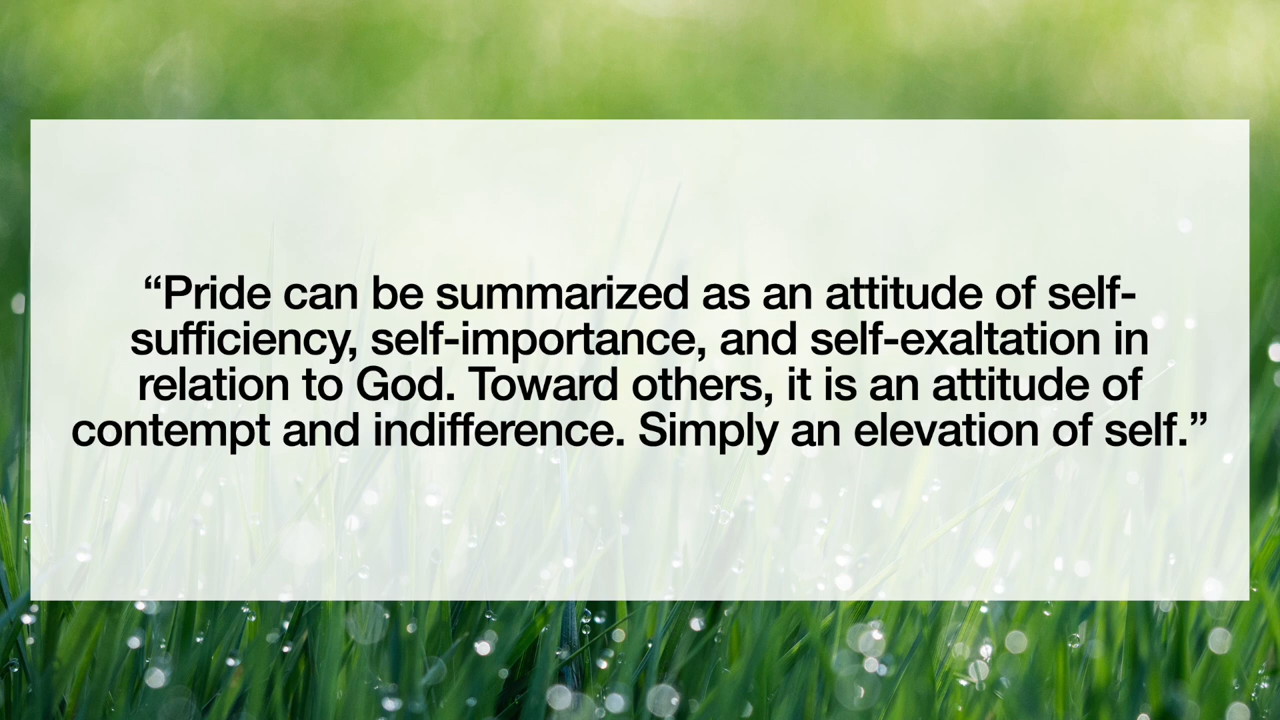 “Pride can be summarized as an attitude of self-
sufficiency, self-importance, and self-exaltation in
relation to God. Toward others, it is an attitude of
contempt and indifference. Simply an elevation of self.”